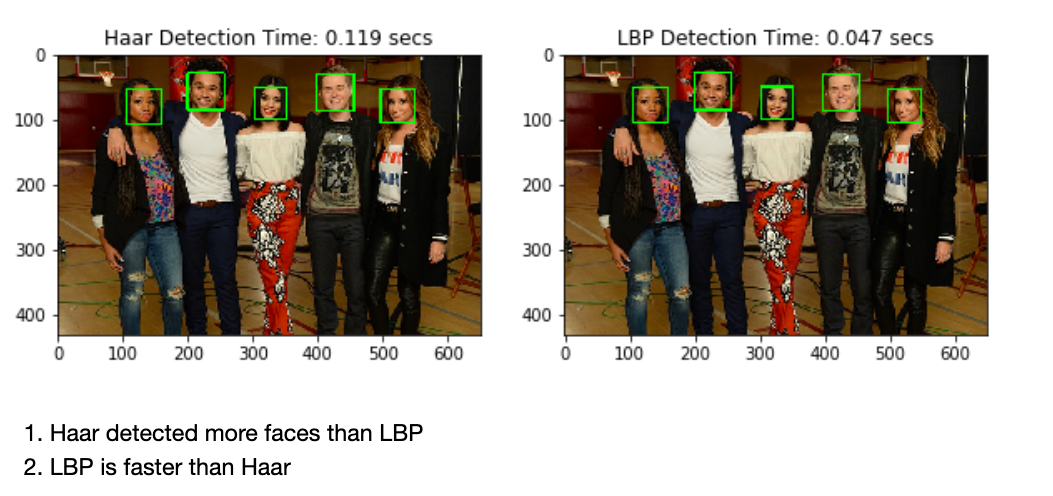 Haar Detection Time: 0.119 secs
0
100
200
300
400
0 100 200 300 400 500 600
LBP Detection Time: 0.047 secs
0
100
200
300
400
0 100 200 300 400 500 600
1. Haar detected more faces than LBP
2. LBP is faster than Haar